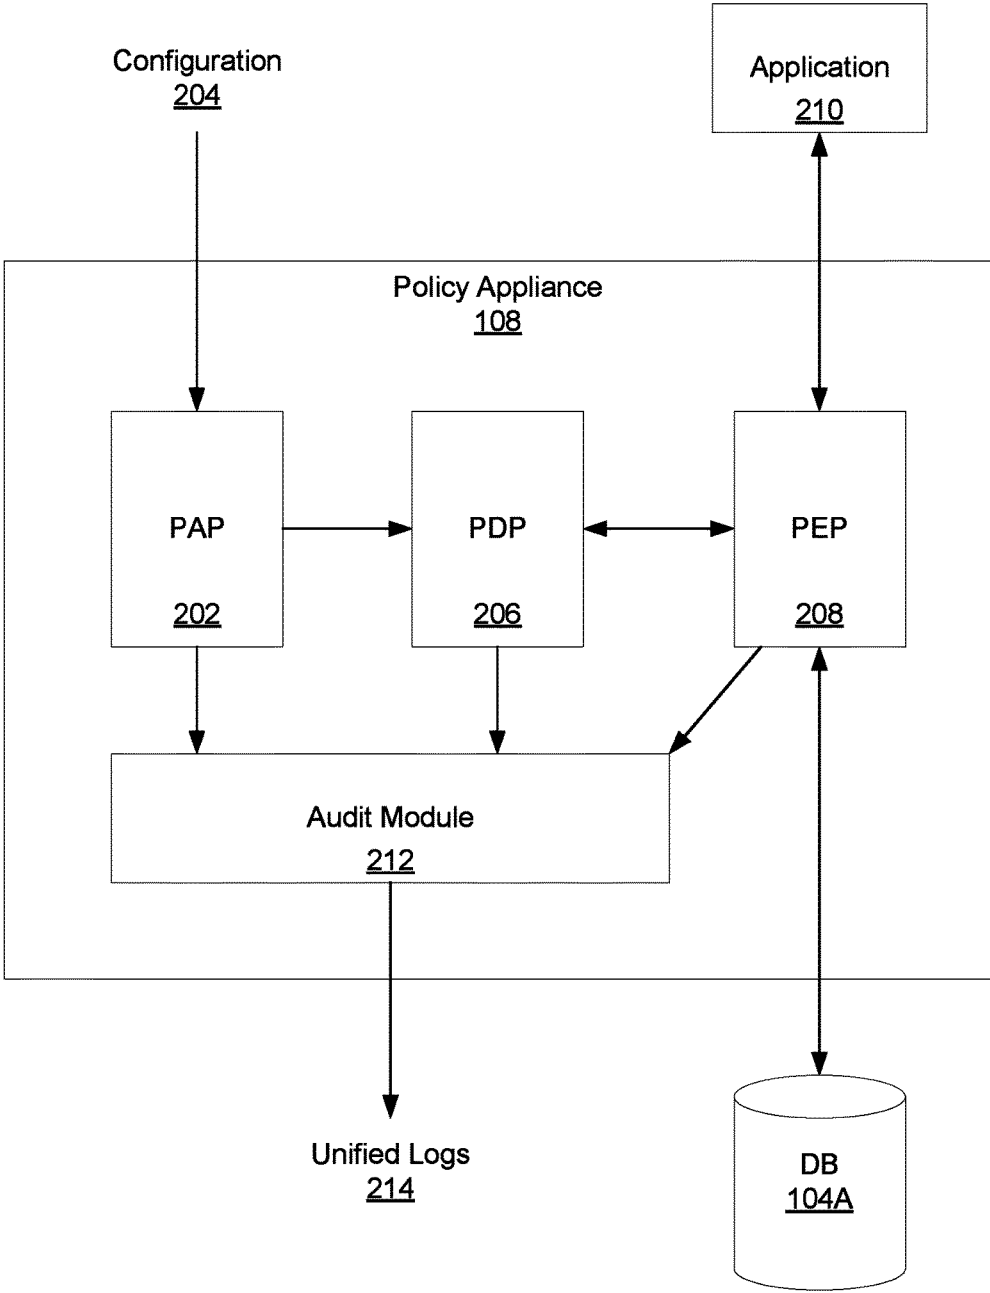 Configuration
204
Application
210
Policy Appliance
108
PAP
202
PDP
206
PEP
208
Audit Module
212
Unified Logs
214
DB
104A